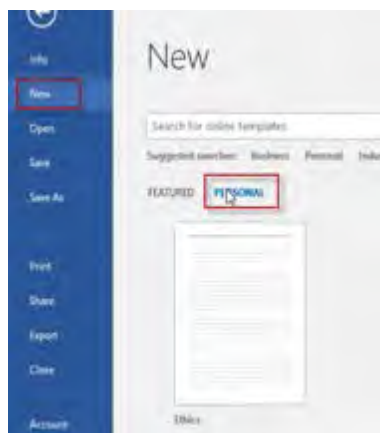 Info
New
Open
Save
Save As
Print
Share
Export
Close
Account
New
Search for online templates
Suggested searches: Business Personal
FEATURED PERSONAL
Ethics